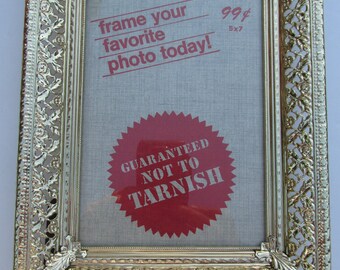 frame your
favorite
photo today!
99¢
5x7
GUARANTEED
NOT TO
TARNISH